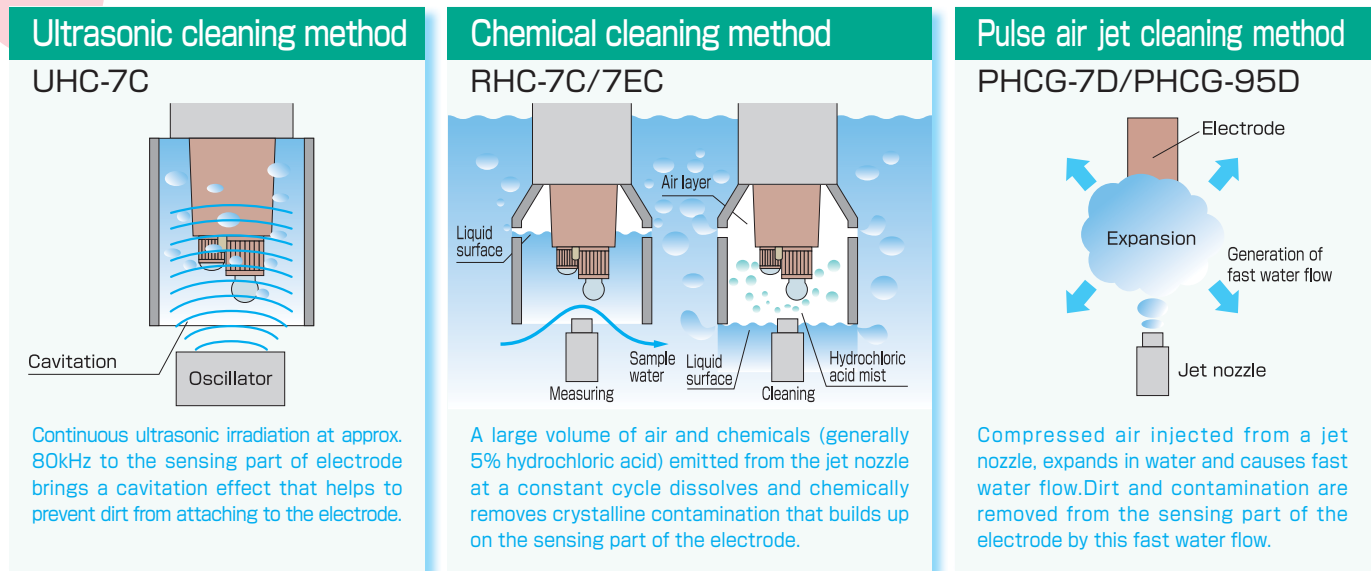 Ultrasonic cleaning method
UHC-7C
Cavitation
Oscillator
Continuous ultrasonic irradiation at approx.
80kHz to the sensing part of electrode
brings a cavitation effect that helps to
prevent dirt from attaching to the electrode.
Chemical cleaning method
RHC-7C/7EC
Air layer
Liquid
surface
Sample
water
Measuring
Liquid
surface
Hydrochloric
acid mist
Cleaning
A large volume of air and chemicals (generally
5% hydrochloric acid) emitted from the jet nozzle
at a constant cycle dissolves and chemically
removes crystalline contamination that builds up
on the sensing part of the electrode.
Pulse air jet cleaning method
PHCG-7D/PHCG-95D
Electrode
Expansion
Generation of
fast water flow
Jet nozzle
Compressed air injected from a jet
nozzle, expands in water and causes fast
water flow.Dirt and contamination are
removed from the sensing part of the
electrode by this fast water flow.